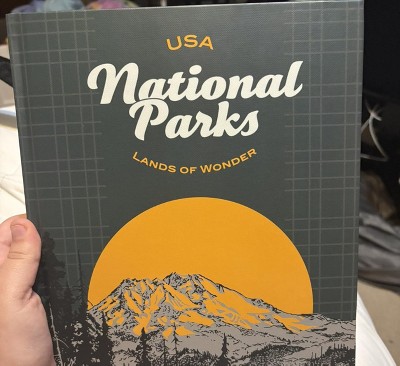 USA
National
Parks
Lands of Wonder